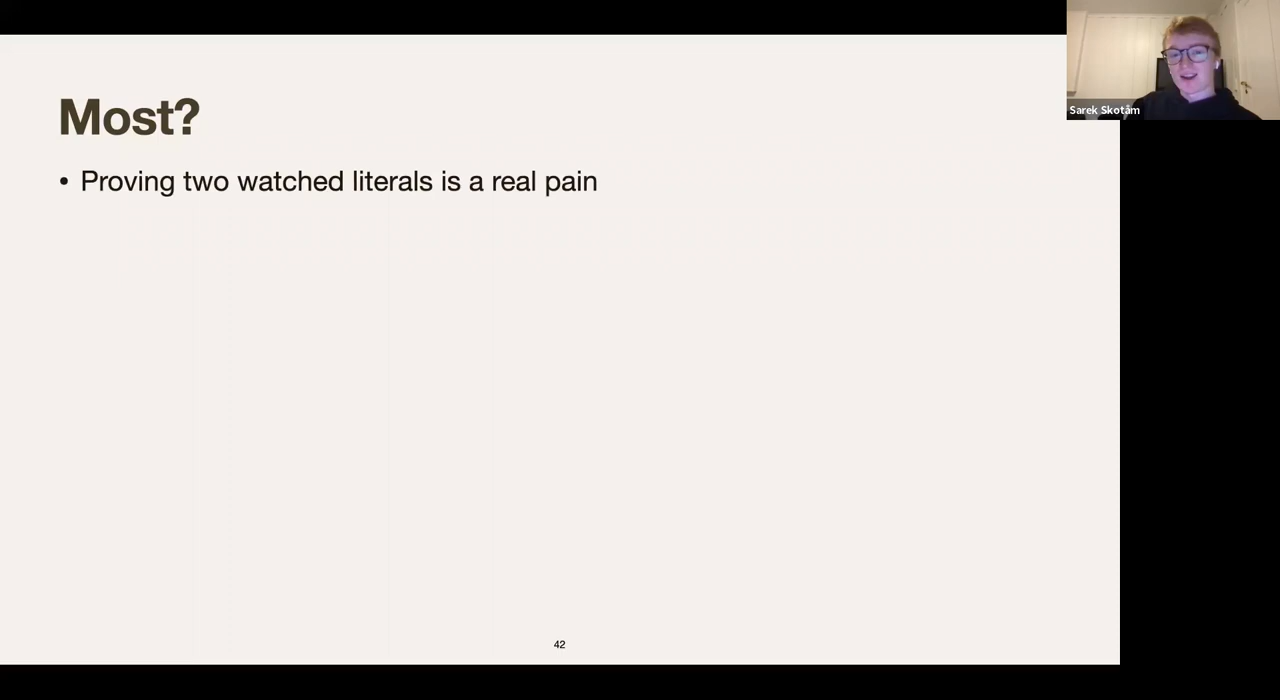 Most?
• Proving two watched literals is a real pain
42
Sarek Skotåm